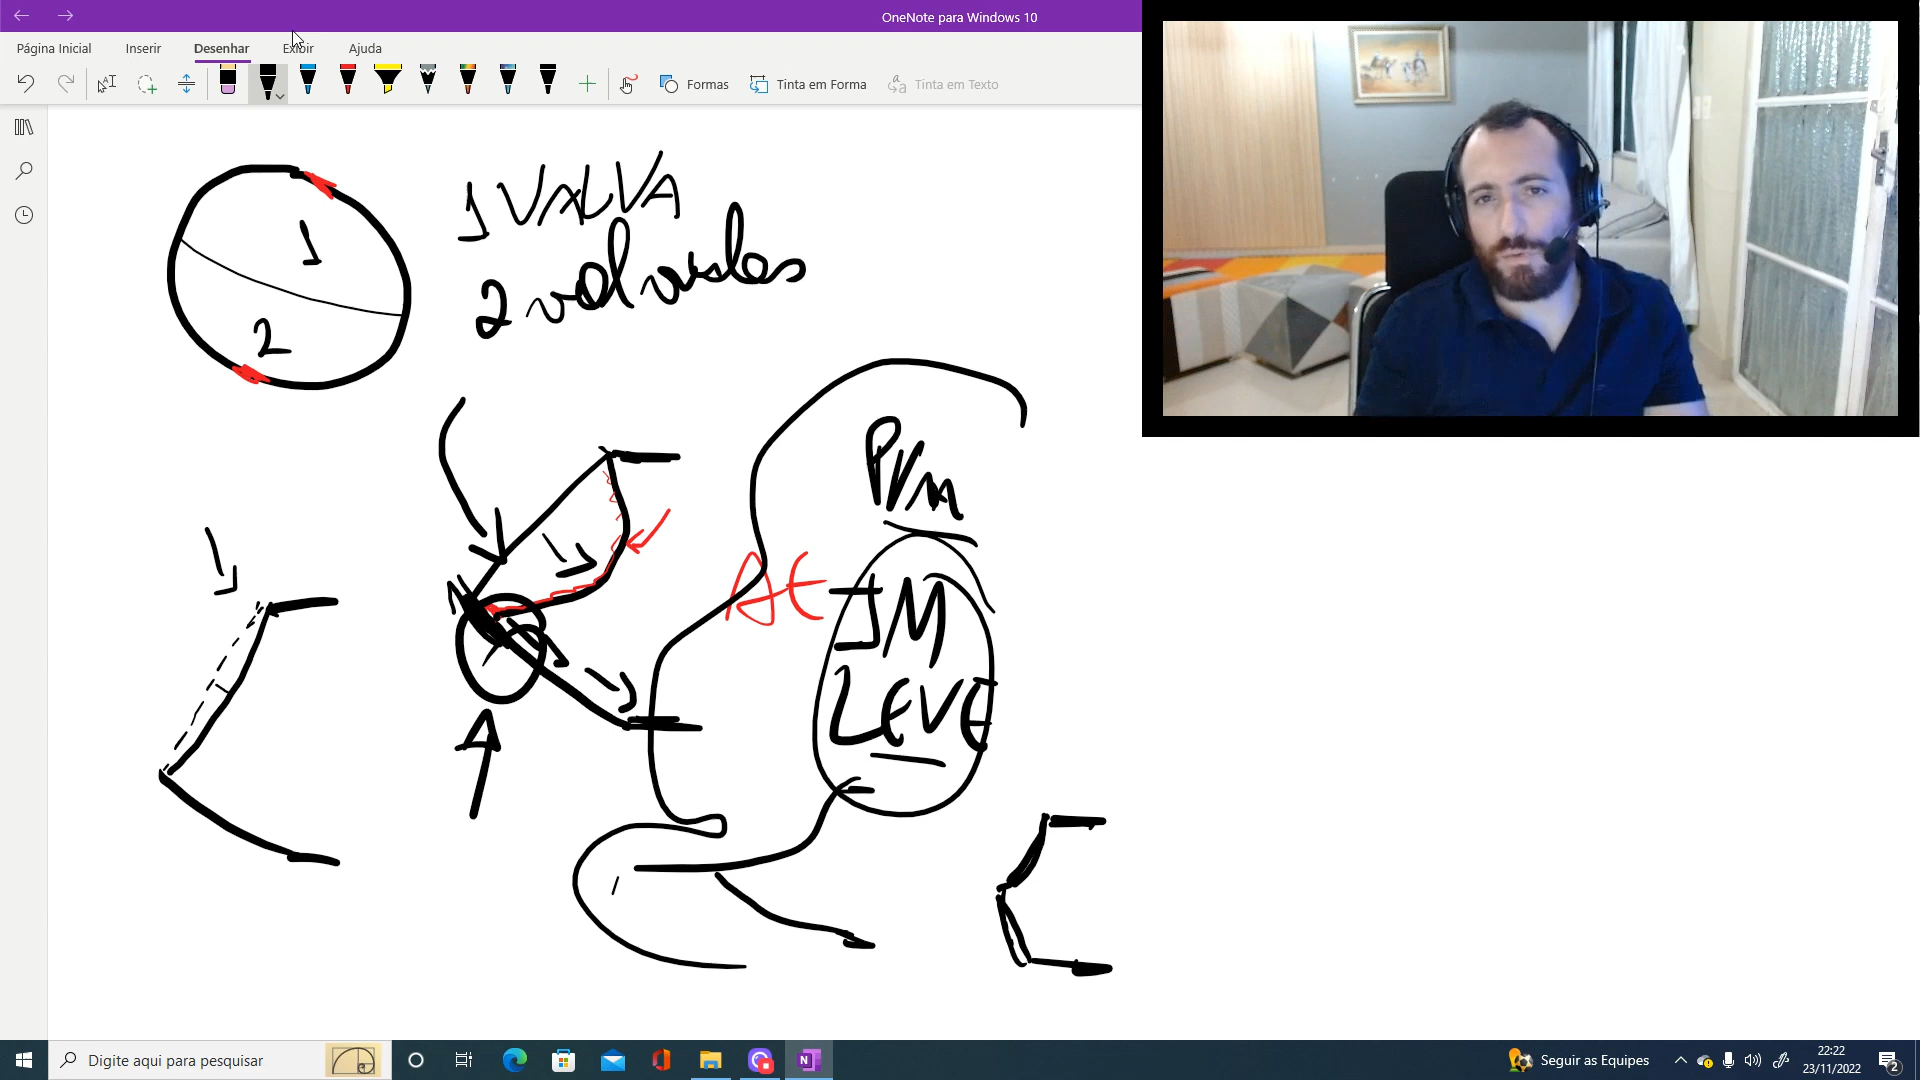 OneNote para Windows 10
Página Inicial Inserir Desenhar Exibir Ajuda
Formas Tinta em Forma Tinta em Texto
1
2
1 VALVA
2 valvulas
PVM
AE
IM
LEVE
Digite aqui para pesquisar
Seguir as Equipes
22:22
23/11/2022
2